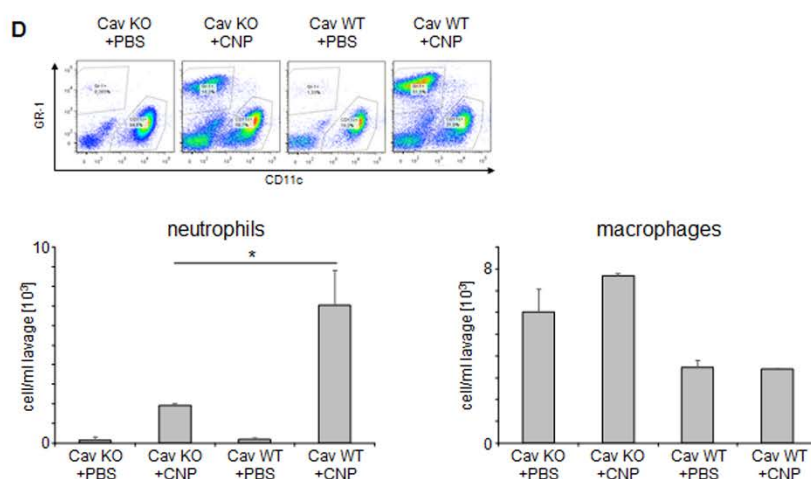 D
Cav KO Cav KO Cav WT Cav WT
+PBS +CNP +PBS +CNP
GR-1
CD11c
neutrophils
10
cell/ml lavage [10³]
*
0
Cav KO Cav KO Cav WT Cav WT
+PBS +CNP +PBS +CNP
macrophages
8
cell/ml lavage [10³]
0
Cav KO Cav KO Cav WT Cav WT
+PBS +CNP +PBS +CNP